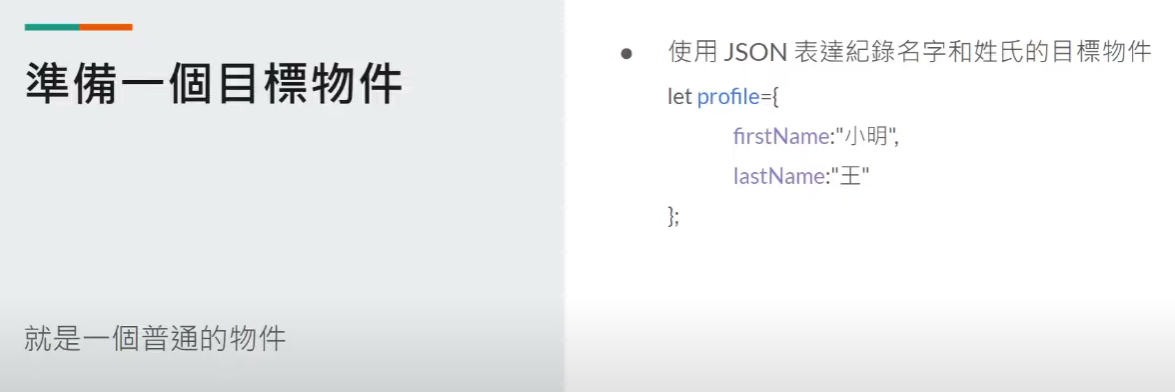 準備一個目標物件
就是一個普通的物件
● 使用 JSON 表達紀錄名字和姓氏的目標物件
let profile={
firstName:"小明",
lastName:"王"
};